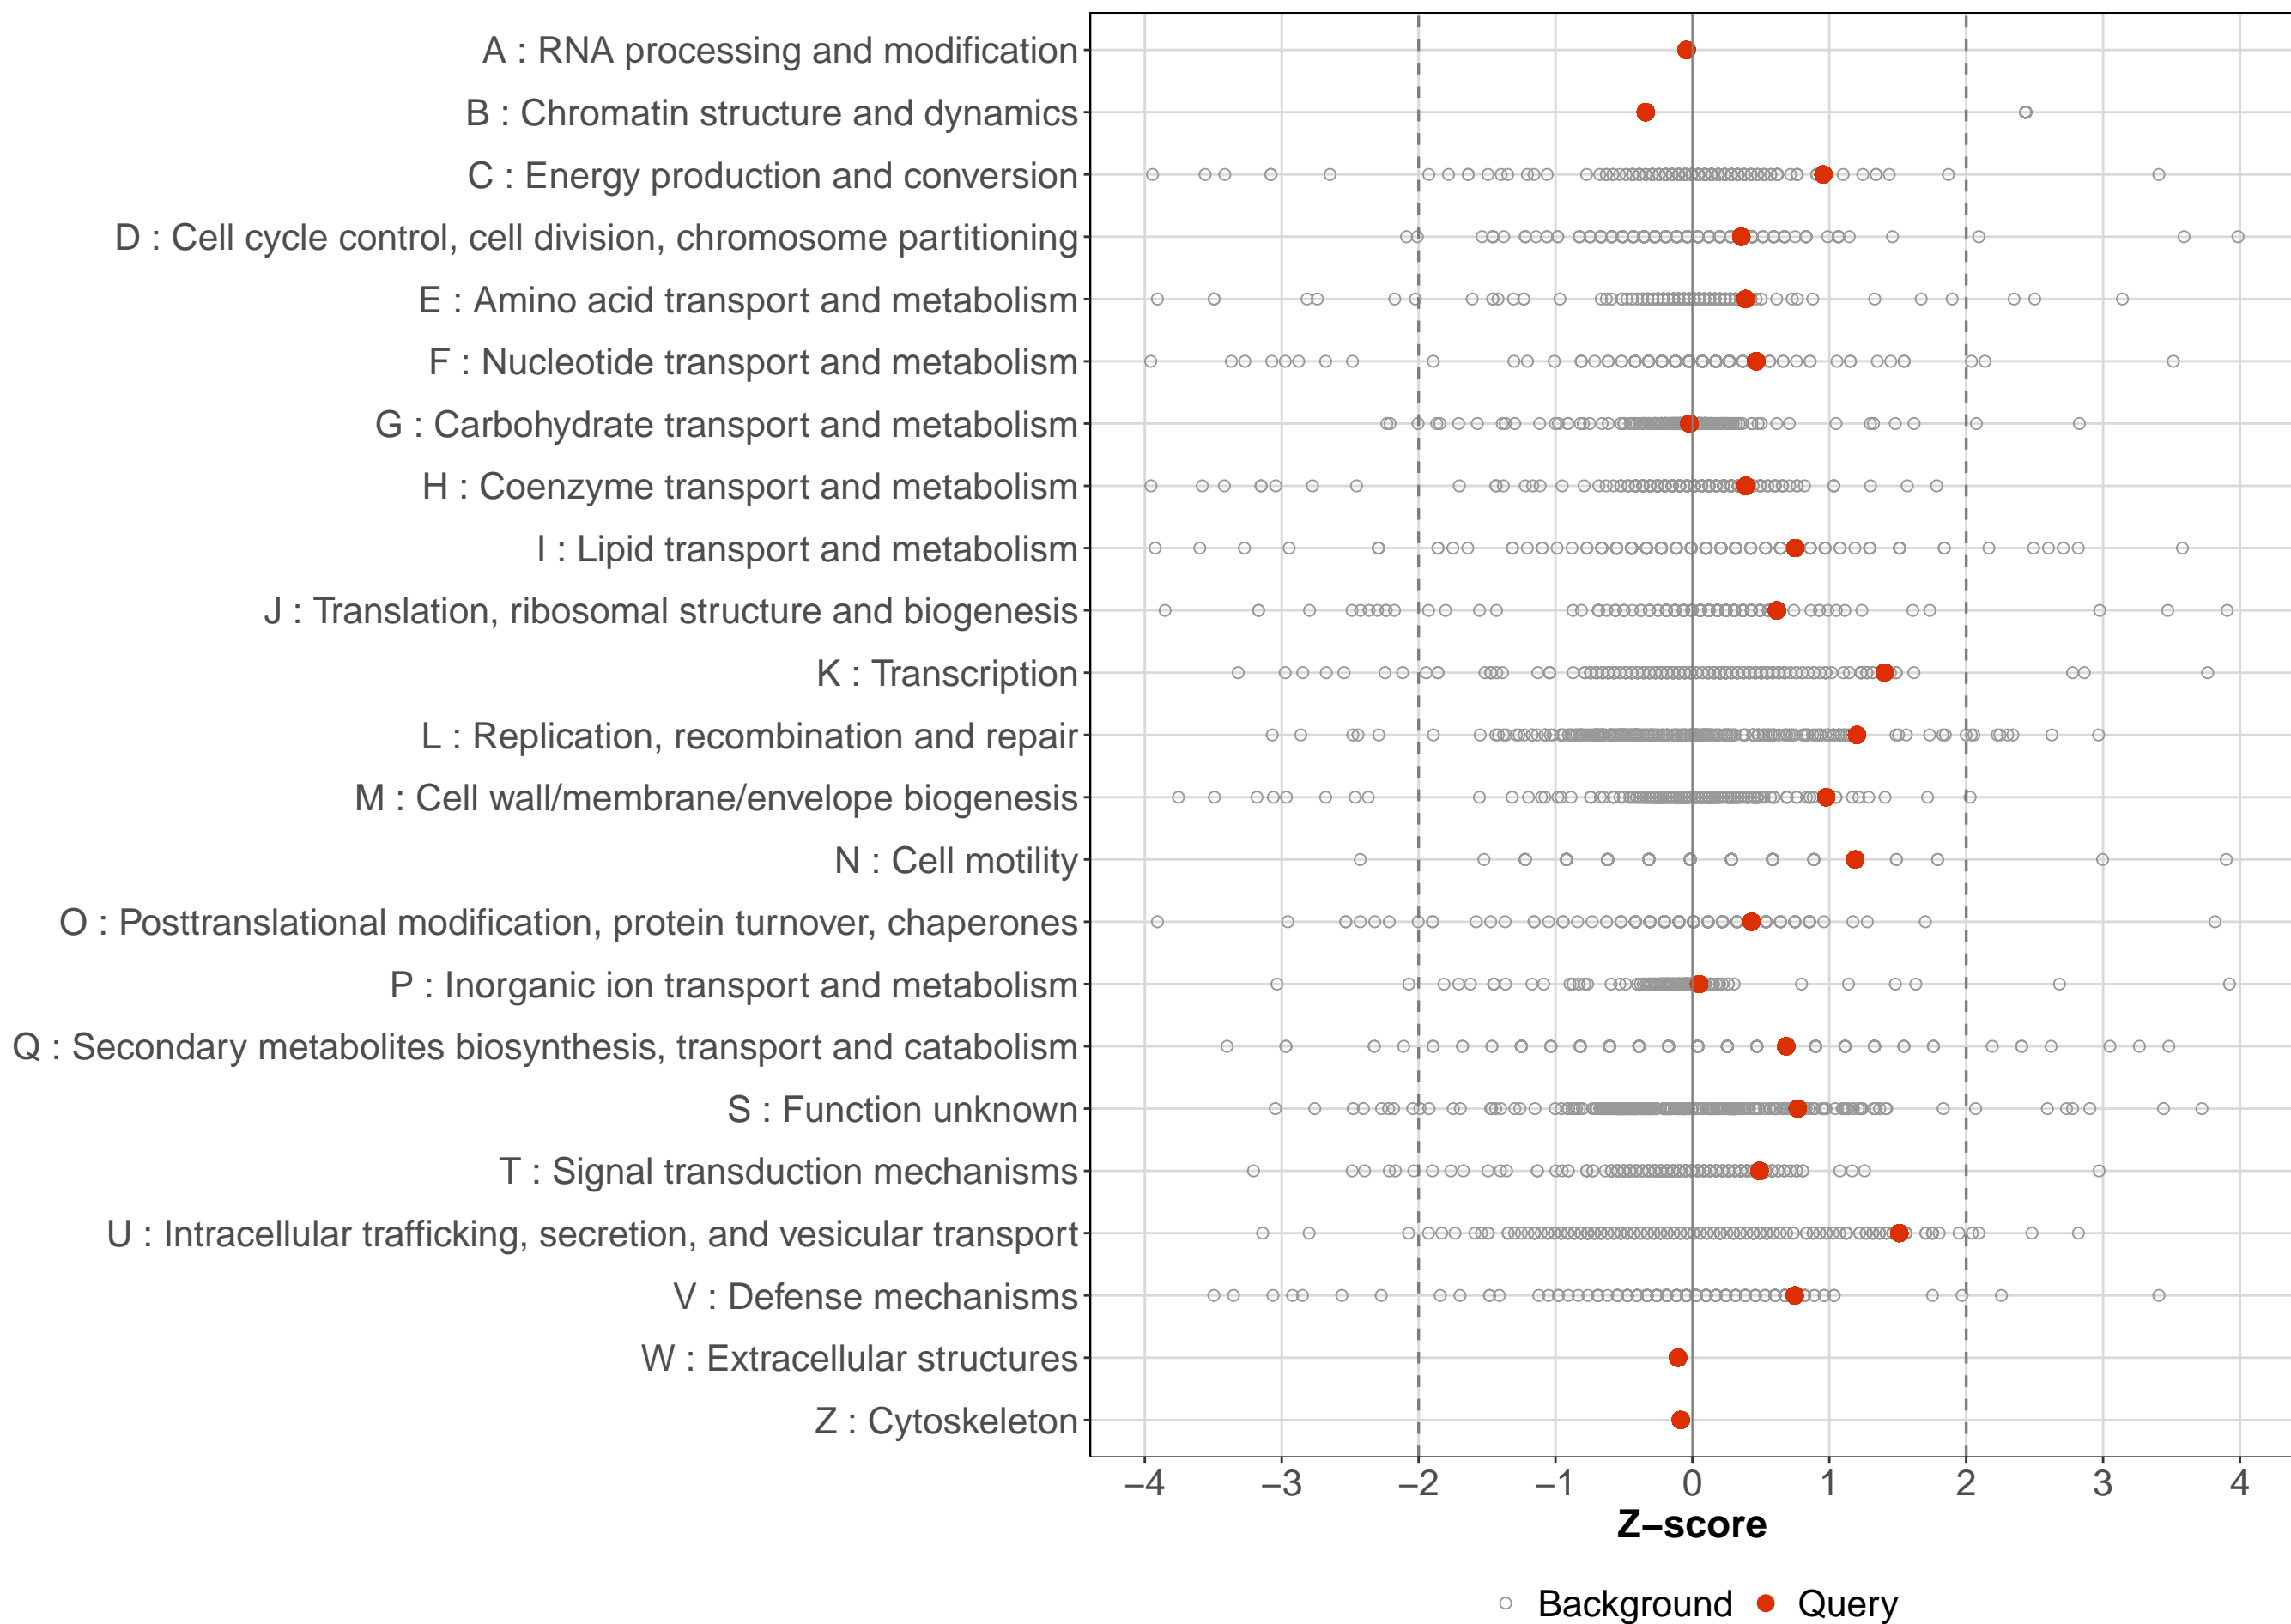 A : RNA processing and modification
B : Chromatin structure and dynamics
C : Energy production and conversion
D : Cell cycle control, cell division, chromosome partitioning
E : Amino acid transport and metabolism
F : Nucleotide transport and metabolism
G : Carbohydrate transport and metabolism
H : Coenzyme transport and metabolism
I : Lipid transport and metabolism
J : Translation, ribosomal structure and biogenesis
K : Transcription
L : Replication, recombination and repair
M : Cell wall/membrane/envelope biogenesis
N : Cell motility
O : Posttranslational modification, protein turnover, chaperones
P : Inorganic ion transport and metabolism
Q : Secondary metabolites biosynthesis, transport and catabolism
S : Function unknown
T : Signal transduction mechanisms
U : Intracellular trafficking, secretion, and vesicular transport
V : Defense mechanisms
W : Extracellular structures
Z : Cytoskeleton
−4 −3 −2 −1 0 1 2 3 4
Z−score
Background Query